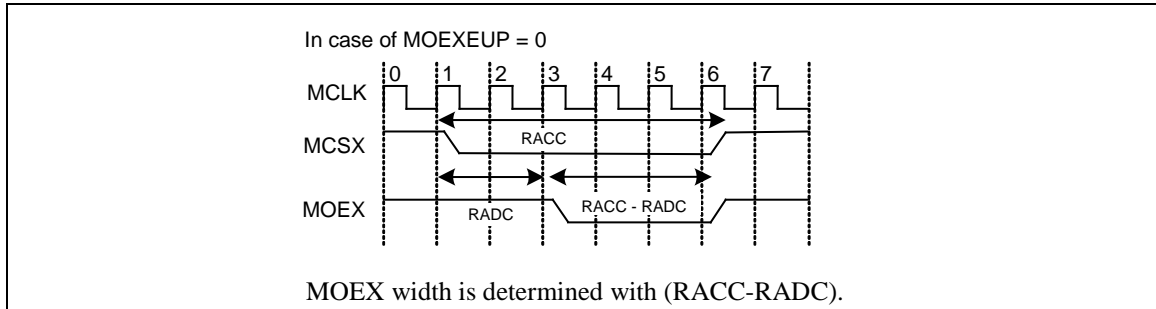 In case of MOEXEUP = 0
0 1 2 3 4 5 6 7
MCLK
RACC
MCSX
MOEX
RADC
RACC - RADC
MOEX width is determined with (RACC-RADC).